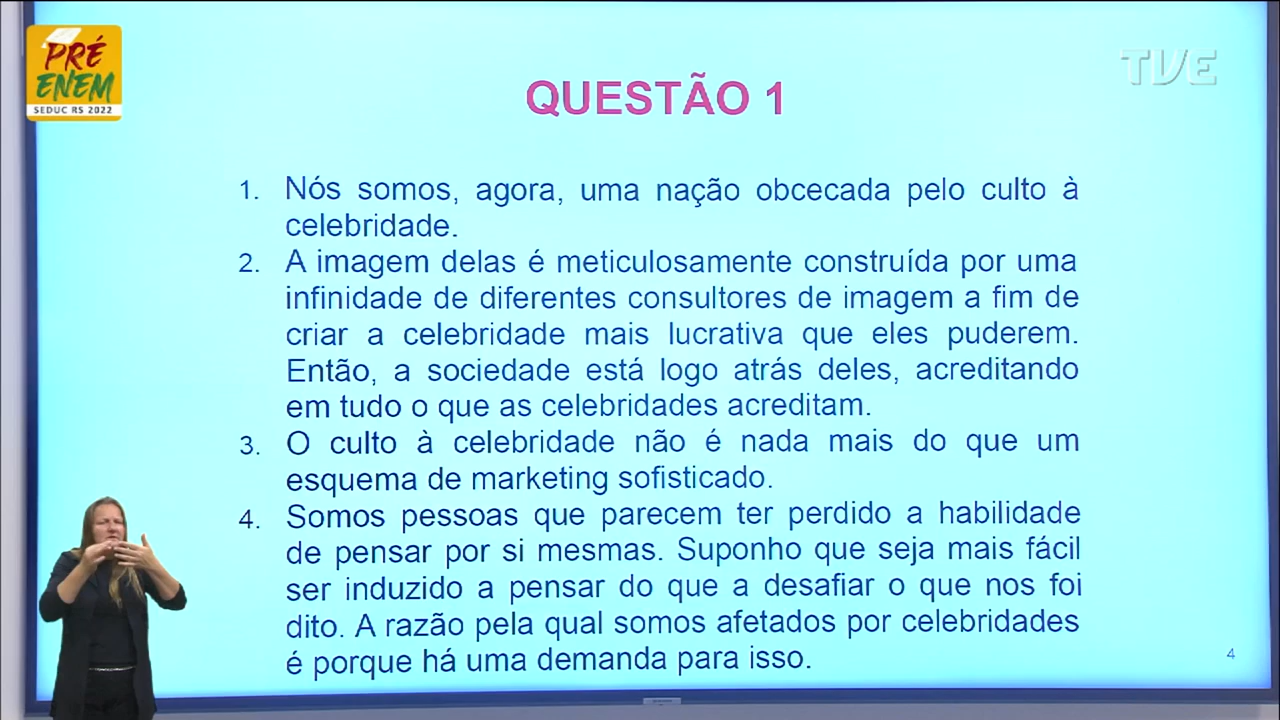 PRÉ
ENEM
SEDUC RS 2022
TVE
QUESTÃO 1
1. Nós somos, agora, uma nação obcecada pelo culto à
celebridade.
2. A imagem delas é meticulosamente construída por uma
infinidade de diferentes consultores de imagem a fim de
criar a celebridade mais lucrativa que eles puderem.
Então, a sociedade está logo atrás deles, acreditando
em tudo o que as celebridades acreditam.
3. O culto à celebridade não é nada mais do que um
esquema de marketing sofisticado.
4. Somos pessoas que parecem ter perdido a habilidade
de pensar por si mesmas. Suponho que seja mais fácil
ser induzido a pensar do que a desafiar o que nos foi
dito. A razão pela qual somos afetados por celebridades
é porque há uma demanda para isso.
4